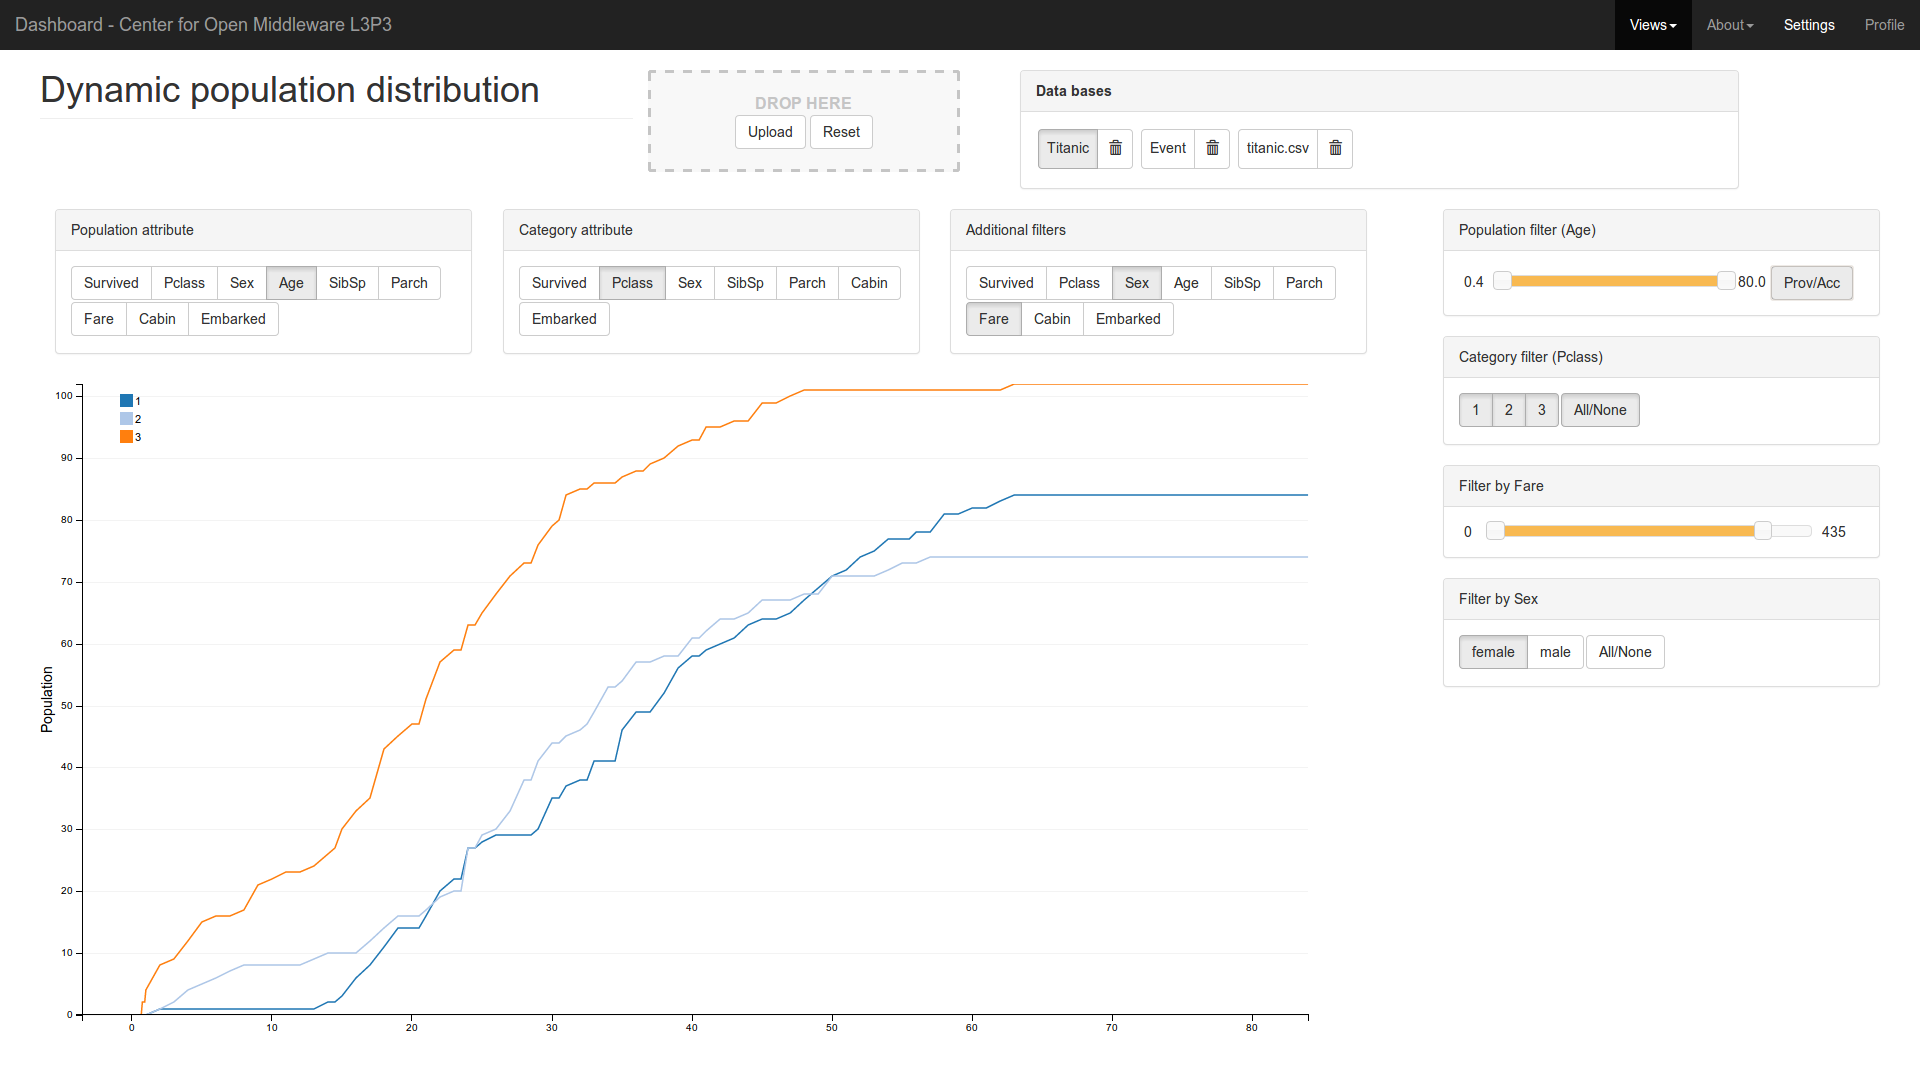 Dashboard - Center for Open Middleware L3P3 Views About Settings Profile
Dynamic population distribution
DROP HERE
Upload Reset
Data bases
Titanic Event titanic.csv
Population attribute
Survived Pclass Sex Age SibSp Parch
Fare Cabin Embarked
Category attribute
Survived Pclass Sex SibSp Parch Cabin
Embarked
Additional filters
Survived Pclass Sex Age SibSp Parch
Fare Cabin Embarked
Population filter (Age)
0.4 80.0 Prov/Acc
Category filter (Pclass)
1 2 3 All/None
Filter by Fare
0 435
Filter by Sex
female male All/None
1
2
3
100
90
80
70
60
50
40
30
20
10
0
Population
0 10 20 30 40 50 60 70 80